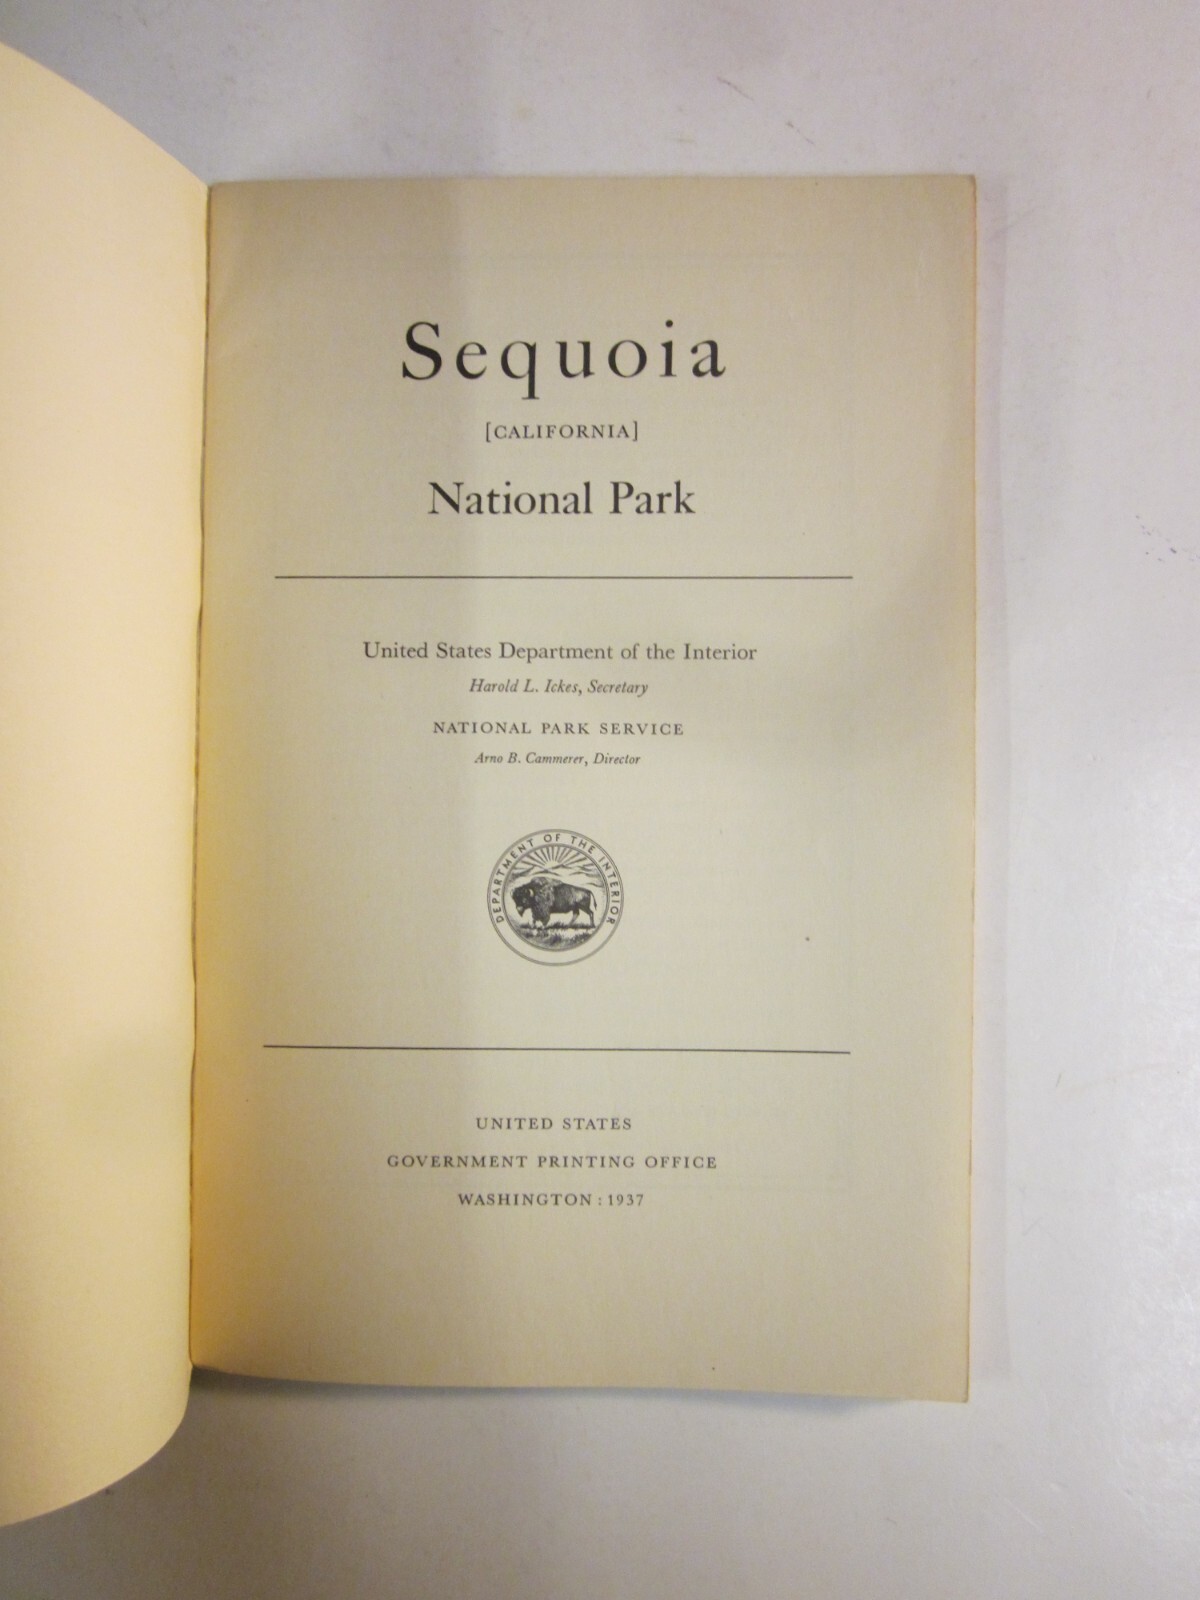 Sequoia
[CALIFORNIA]
National Park
United States Department of the Interior
Harold L. Ickes, Secretary
NATIONAL PARK SERVICE
Arno B. Cammerer, Director
DEPARTMENT OF THE INTERIOR
UNITED STATES
GOVERNMENT PRINTING OFFICE
WASHINGTON : 1937